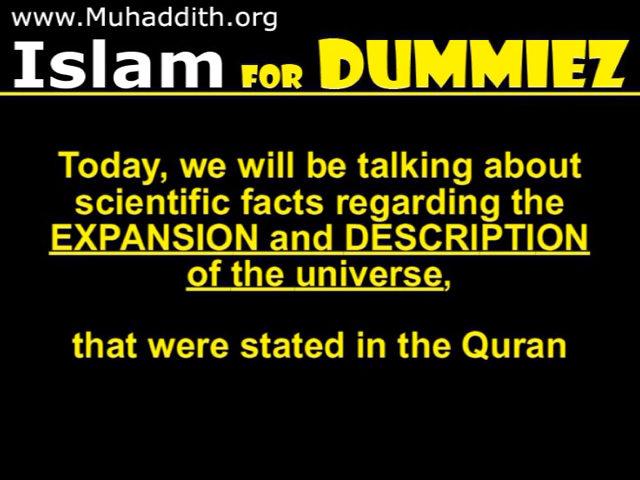 www.Muhaddith.org
Islam FOR DUMMIEZ
Today, we will be talking about
scientific facts regarding the
EXPANSION and DESCRIPTION
of the universe,
that were stated in the Quran